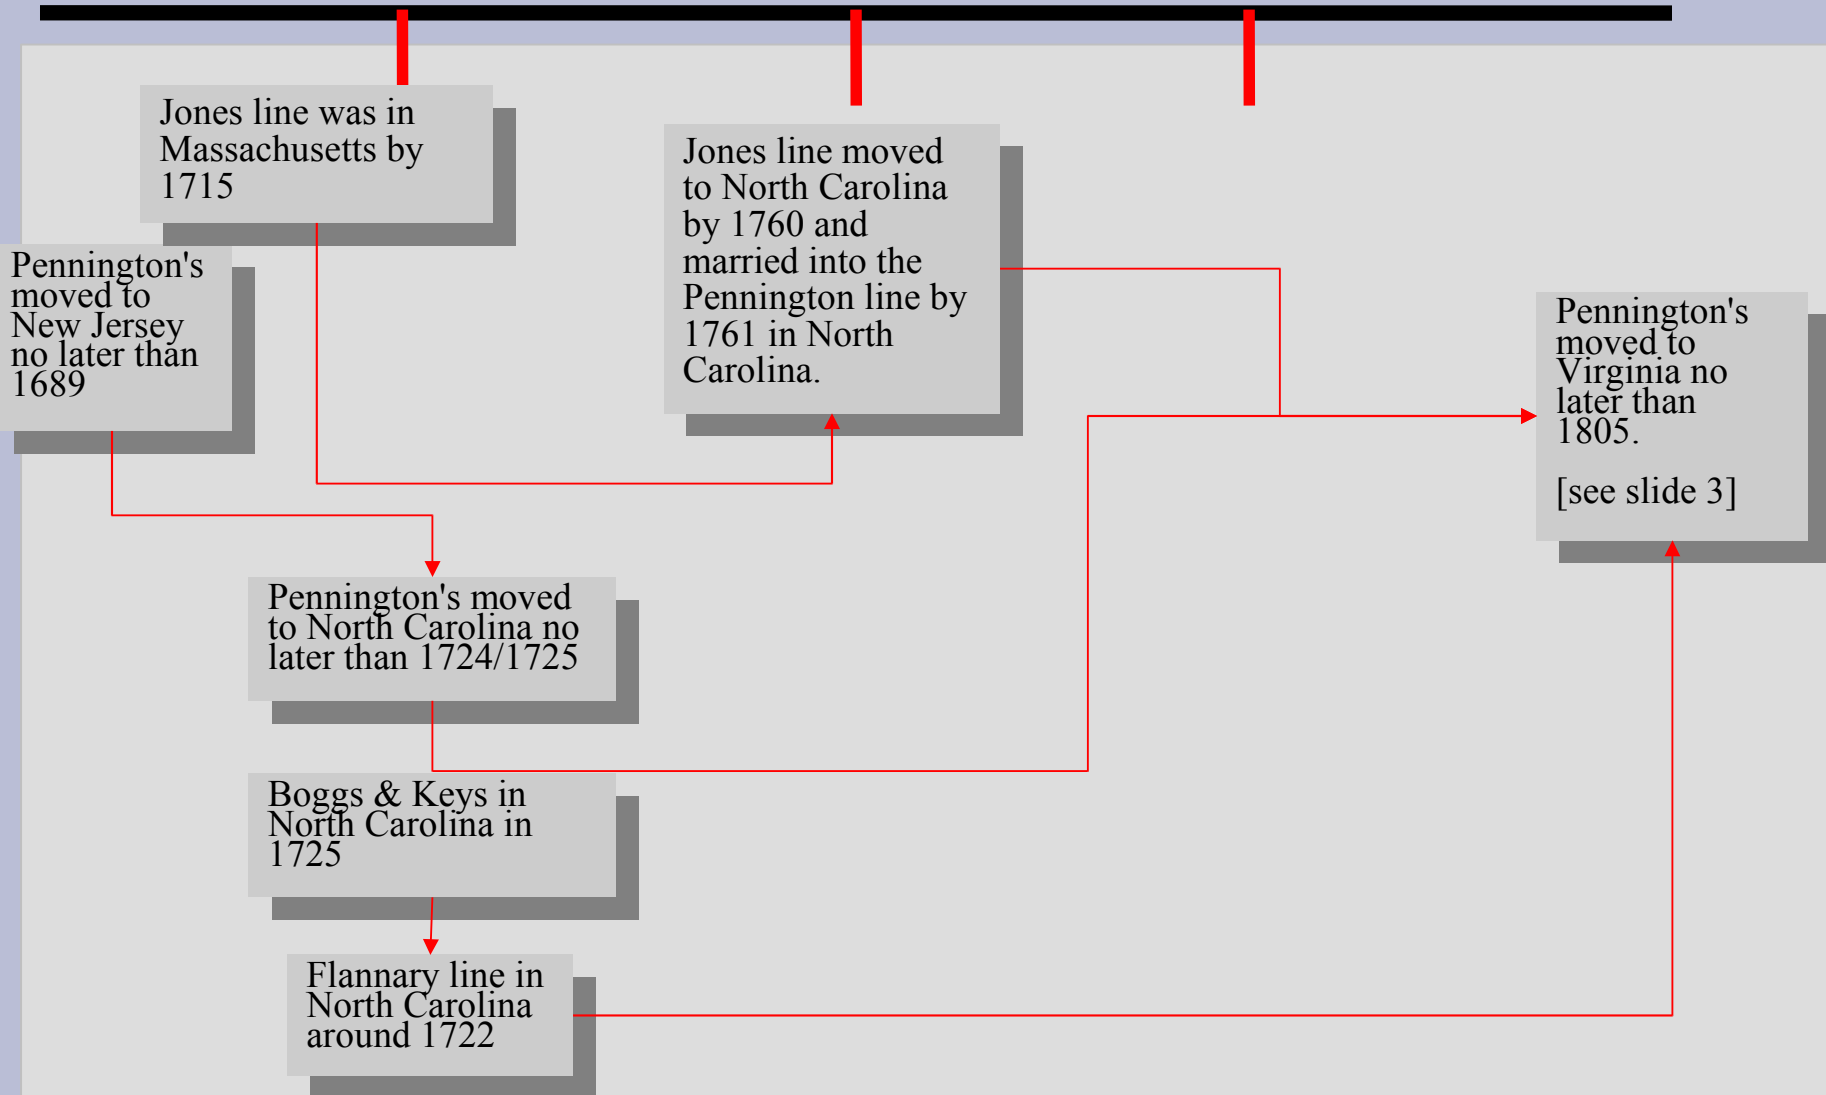 Jones line was in
Massachusetts by
1715
Pennington's
moved to
New Jersey
no later than
1689
Jones line moved
to North Carolina
by 1760 and
married into the
Pennington line by
1761 in North
Carolina.
Pennington's
moved to
Virginia no
later than
1805.
[see slide 3]
Pennington's moved
to North Carolina no
later than 1724/1725
Boggs & Keys in
North Carolina in
1725
Flannary line in
North Carolina
around 1722